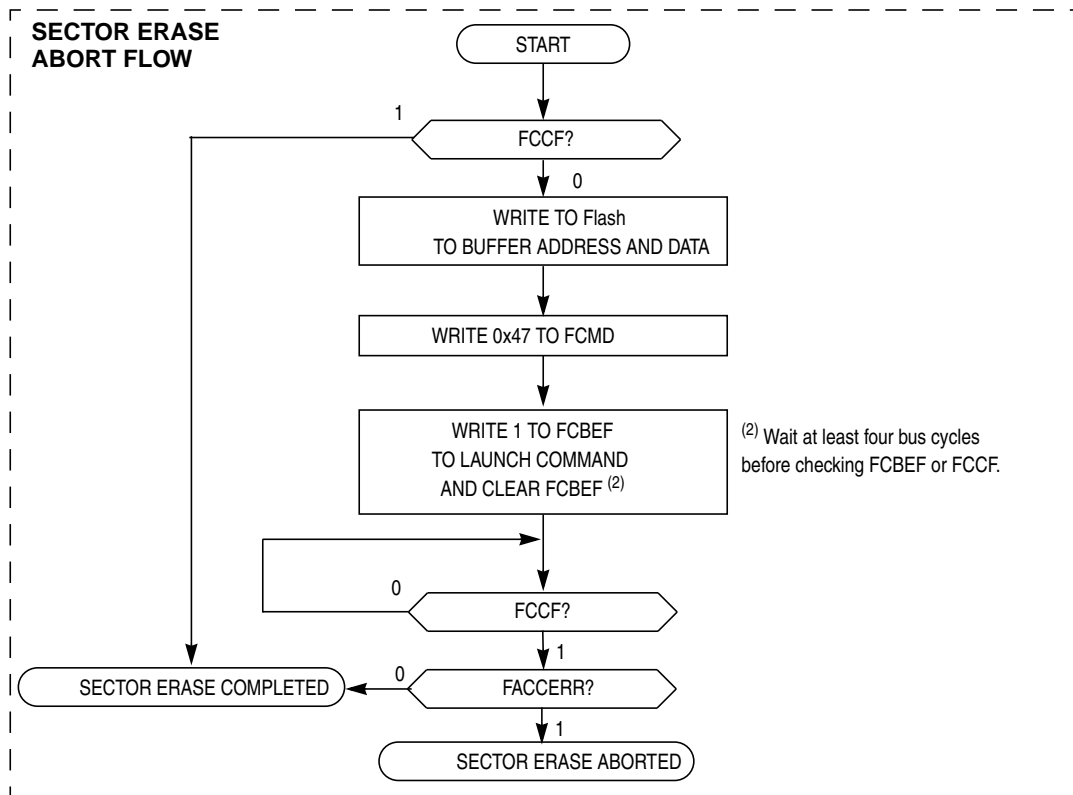 SECTOR ERASE
ABORT FLOW
START
1
FCCF?
0
WRITE TO Flash
TO BUFFER ADDRESS AND DATA
WRITE 0x47 TO FCMD
WRITE 1 TO FCBEF
TO LAUNCH COMMAND
AND CLEAR FCBEF (2)
(2) Wait at least four bus cycles
before checking FCBEF or FCCF.
0
FCCF?
1
SECTOR ERASE COMPLETED
0
FACCERR?
1
SECTOR ERASE ABORTED